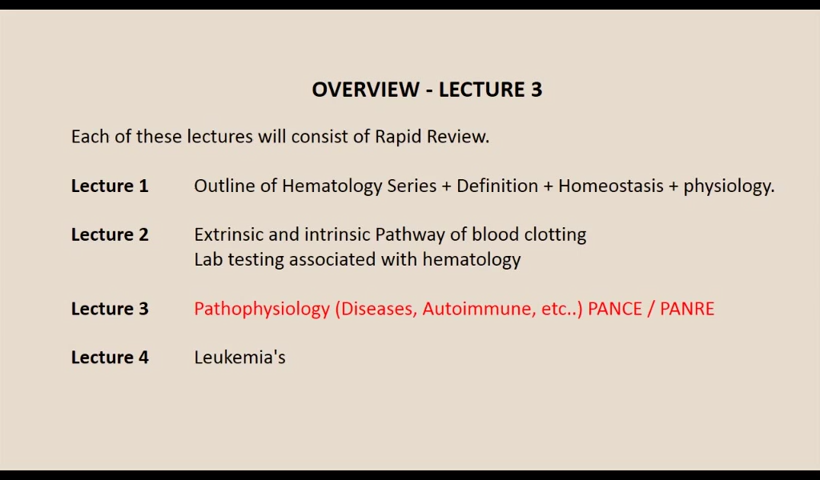 OVERVIEW - LECTURE 3
Each of these lectures will consist of Rapid Review.
Lecture 1 Outline of Hematology Series + Definition + Homeostasis + physiology.
Lecture 2 Extrinsic and intrinsic Pathway of blood clotting
Lab testing associated with hematology
Lecture 3 Pathophysiology (Diseases, Autoimmune, etc..) PANCE / PANRE
Lecture 4 Leukemia's